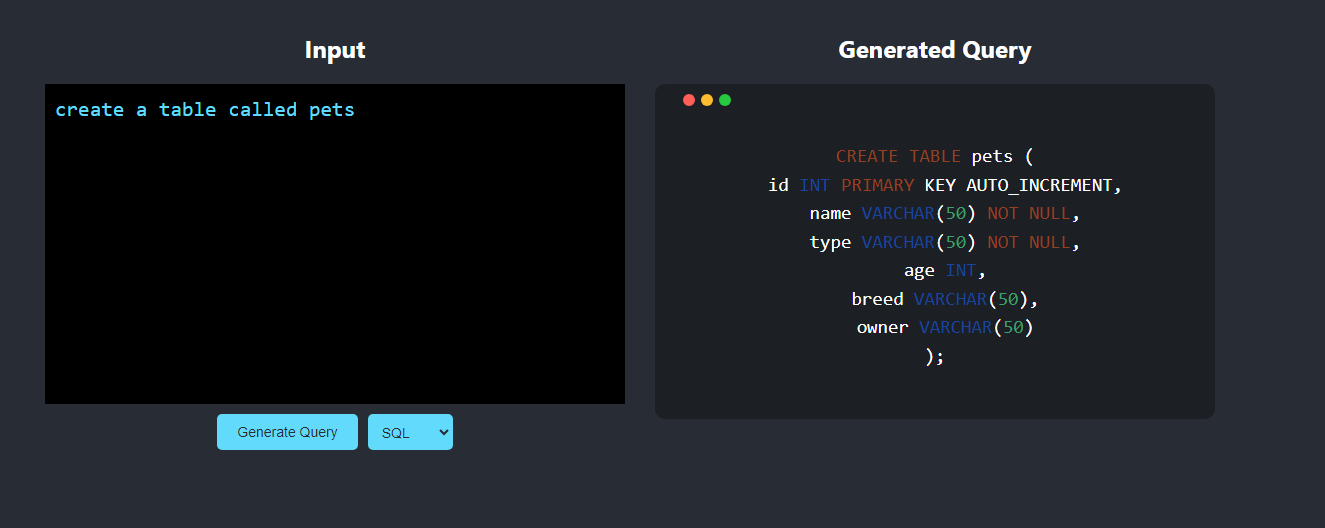 Input
create a table called pets
Generate Query
SQL
Generated Query
CREATE TABLE pets (
id INT PRIMARY KEY AUTO_INCREMENT,
name VARCHAR(50) NOT NULL,
type VARCHAR(50) NOT NULL,
age INT,
breed VARCHAR(50),
owner VARCHAR(50)
);